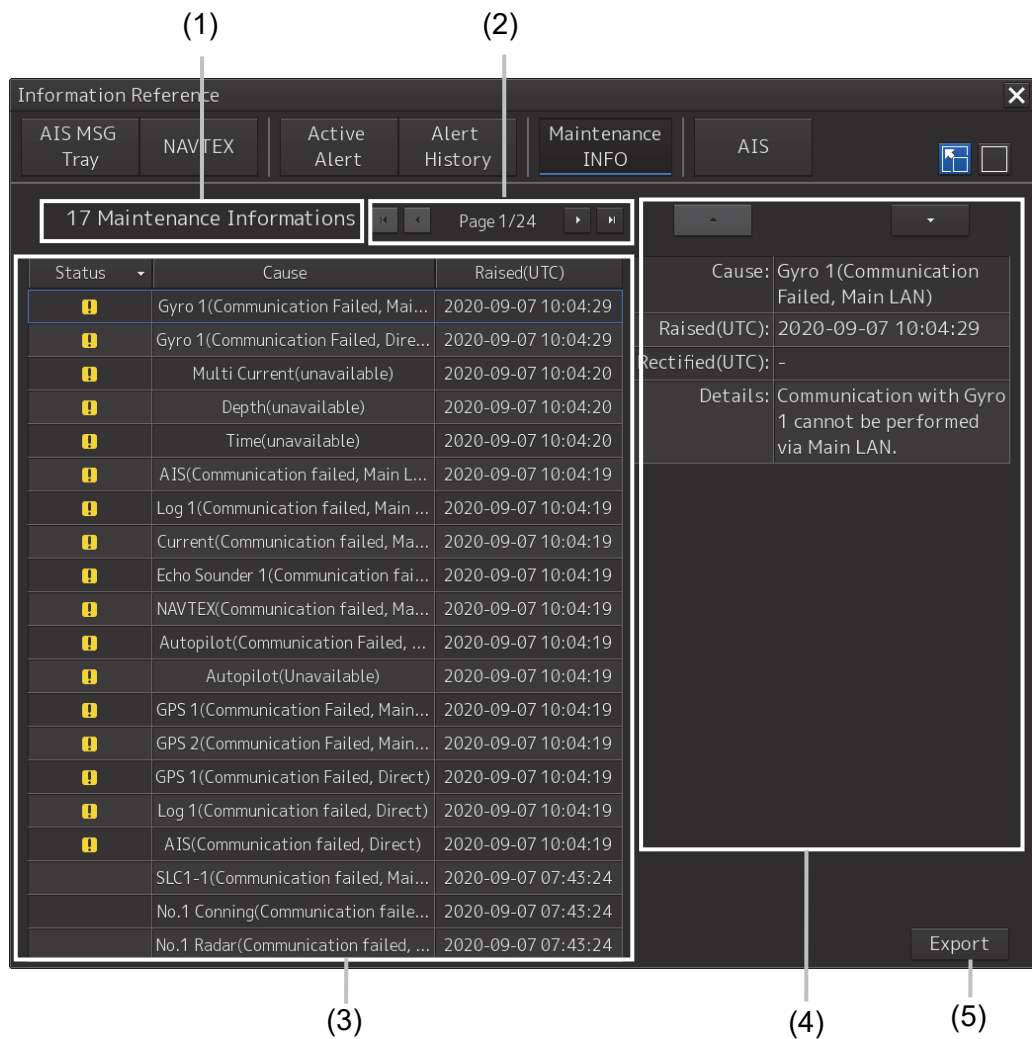 (1) (2)
Information Reference
AIS MSG Tray NAVTEX Active Alert Alert History Maintenance INFO AIS
17 Maintenance Informations Page 1/24
Status Cause Raised(UTC)
Gyro 1(Communication Failed, Mai... 2020-09-07 10:04:29
Gyro 1(Communication Failed, Dire... 2020-09-07 10:04:29
Multi Current(unavailable) 2020-09-07 10:04:20
Depth(unavailable) 2020-09-07 10:04:20
Time(unavailable) 2020-09-07 10:04:20
AIS(Communication failed, Main L... 2020-09-07 10:04:19
Log 1(Communication failed, Main ... 2020-09-07 10:04:19
Current(Communication failed, Ma... 2020-09-07 10:04:19
Echo Sounder 1(Communication fai... 2020-09-07 10:04:19
NAVTEX(Communication failed, Ma... 2020-09-07 10:04:19
Autopilot(Communication Failed, ... 2020-09-07 10:04:19
Autopilot(Unavailable) 2020-09-07 10:04:19
GPS 1(Communication Failed, Main... 2020-09-07 10:04:19
GPS 2(Communication Failed, Main... 2020-09-07 10:04:19
GPS 1(Communication Failed, Direct) 2020-09-07 10:04:19
Log 1(Communication failed, Direct) 2020-09-07 10:04:19
AIS(Communication failed, Direct) 2020-09-07 10:04:19
SLC1-1(Communication failed, Mai... 2020-09-07 07:43:24
No.1 Conning(Communication faile... 2020-09-07 07:43:24
No.1 Radar(Communication failed, ... 2020-09-07 07:43:24
Cause: Gyro 1(Communication
Failed, Main LAN)
Raised(UTC): 2020-09-07 10:04:29
Rectified(UTC): -
Details: Communication with Gyro
1 cannot be performed
via Main LAN.
Export
(3) (4) (5)